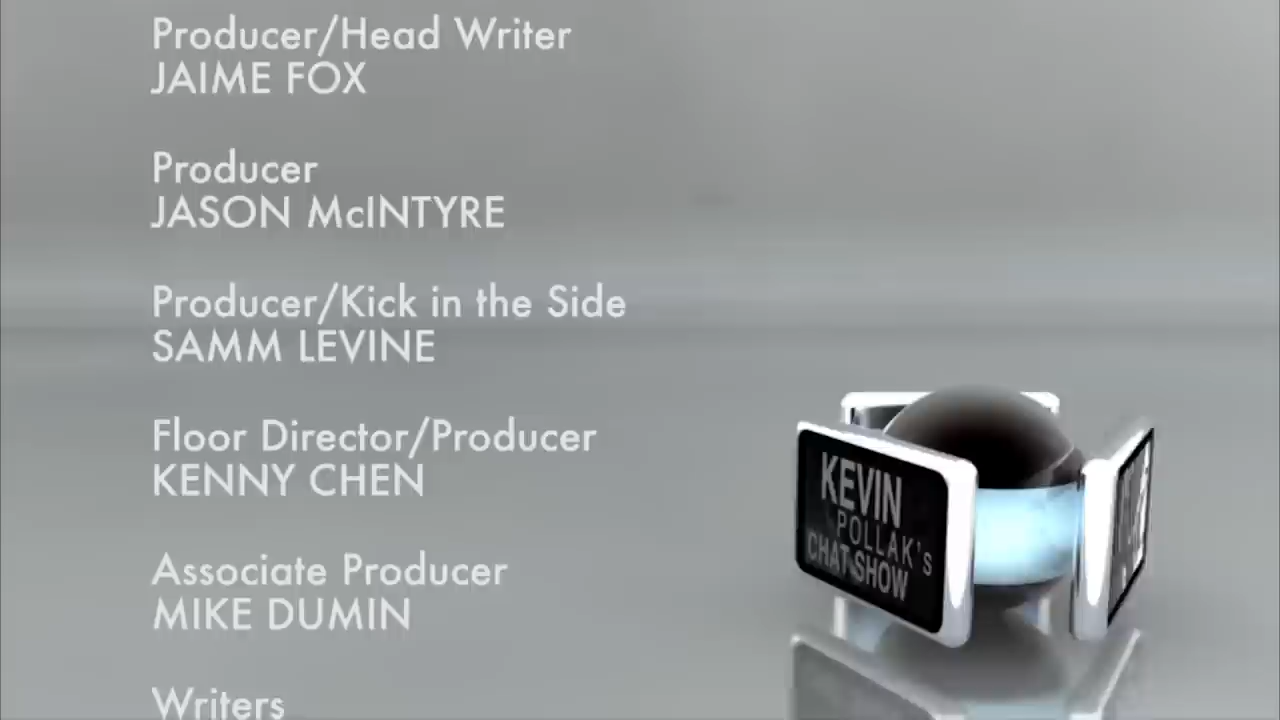 Producer/Head Writer
JAIME FOX
Producer
JASON McINTYRE
Producer/Kick in the Side
SAMM LEVINE
Floor Director/Producer
KENNY CHEN
Associate Producer
MIKE DUMIN
Writers
KEVIN
POLLAK's
CHAT SHOW